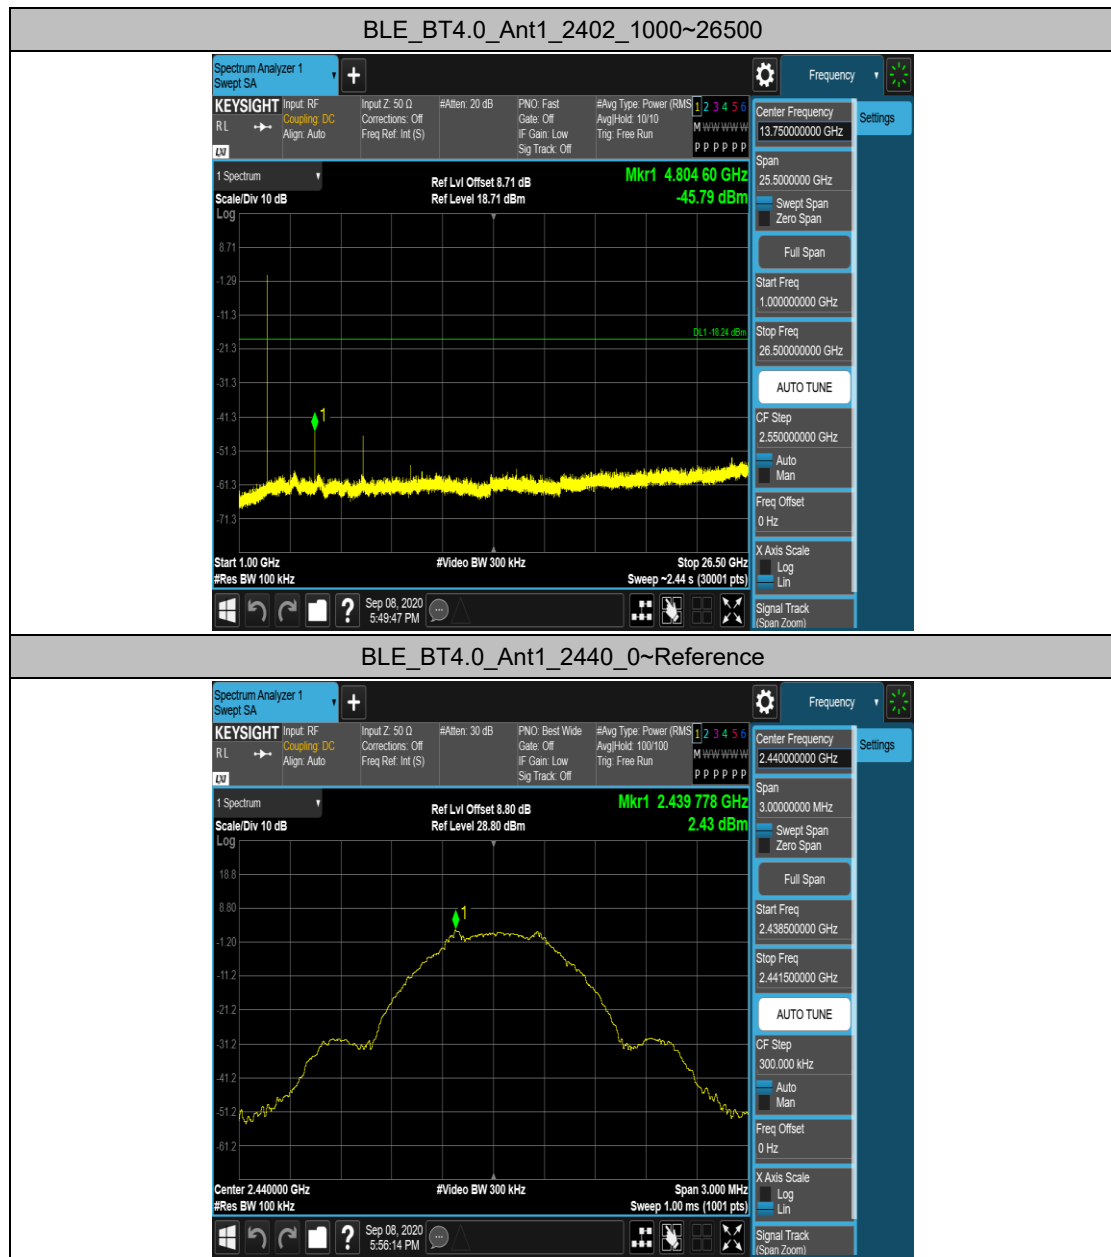 BLE_BT4.0_Ant1_2402_1000~26500
Spectrum Analyzer 1
Swept SA
Frequency
KEYSIGHT
RL
LXI
Input: RF
Coupling: DC
Align: Auto
Input Z: 50 Ω
Corrections: Off
Freq Ref: Int (S)
#Atten: 20 dB
PNO: Fast
Gate: Off
IF Gain: Low
Sig Track: Off
#Avg Type: Power (RMS
Avg|Hold: 10/10
Trig: Free Run
1 2 3 4 5 6
M W W W W W
P P P P P P
Center Frequency
13.750000000 GHz
Settings
1 Spectrum
Scale/Div 10 dB
Log
Ref Lvl Offset 8.71 dB
Ref Level 18.71 dBm
Mkr1 4.804 60 GHz
-45.79 dBm
8.71
-1.29
-11.3
-21.3
-31.3
-41.3
-51.3
-61.3
-71.3
DL1 -18.24 dBm
1
Start 1.00 GHz
#Res BW 100 kHz
#Video BW 300 kHz
Stop 26.50 GHz
Sweep ~2.44 s (30001 pts)
Span
25.5000000 GHz
Swept Span
Zero Span
Full Span
Start Freq
1.000000000 GHz
Stop Freq
26.500000000 GHz
AUTO TUNE
CF Step
2.550000000 GHz
Auto
Man
Freq Offset
0 Hz
X Axis Scale
Log
Lin
Signal Track
(Span Zoom)
Sep 08, 2020
5:49:47 PM
BLE_BT4.0_Ant1_2440_0~Reference
Spectrum Analyzer 1
Swept SA
Frequency
KEYSIGHT
RL
LXI
Input: RF
Coupling: DC
Align: Auto
Input Z: 50 Ω
Corrections: Off
Freq Ref: Int (S)
#Atten: 30 dB
PNO: Best Wide
Gate: Off
IF Gain: Low
Sig Track: Off
#Avg Type: Power (RMS
Avg|Hold: 100/100
Trig: Free Run
1 2 3 4 5 6
M W W W W W
P P P P P P
Center Frequency
2.440000000 GHz
Settings
1 Spectrum
Scale/Div 10 dB
Log
Ref Lvl Offset 8.80 dB
Ref Level 28.80 dBm
Mkr1 2.439 778 GHz
2.43 dBm
18.8
8.80
-1.20
-11.2
-21.2
-31.2
-41.2
-51.2
-61.2
1
Center 2.440000 GHz
#Res BW 100 kHz
#Video BW 300 kHz
Span 3.000 MHz
Sweep 1.00 ms (1001 pts)
Span
3.00000000 MHz
Swept Span
Zero Span
Full Span
Start Freq
2.438500000 GHz
Stop Freq
2.441500000 GHz
AUTO TUNE
CF Step
300.000 kHz
Auto
Man
Freq Offset
0 Hz
X Axis Scale
Log
Lin
Signal Track
(Span Zoom)
Sep 08, 2020
5:56:14 PM